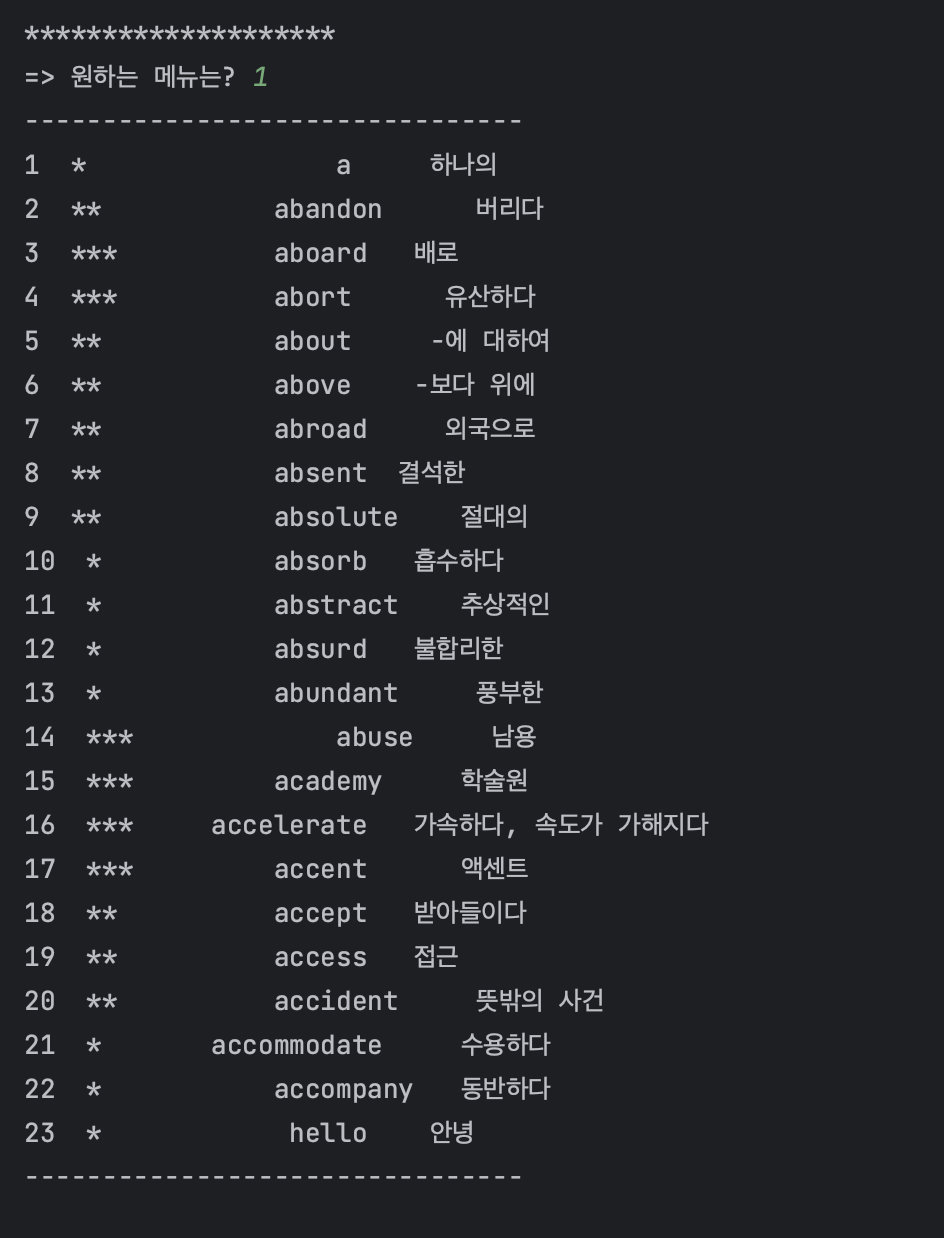 ********************
=> 원하는 메뉴는? 1
--------------------------------
1  *                a     하나의
2  **           abandon      버리다
3  ***          aboard   배로
4  ***          abort      유산하다
5  **           about     -에 대하여
6  **           above    -보다 위에
7  **           abroad     외국으로
8  **           absent  결석한
9  **           absolute    절대의
10  *           absorb   흡수하다
11  *           abstract    추상적인
12  *           absurd   불합리한
13  *           abundant     풍부한
14  ***             abuse     남용
15  ***         academy     학술원
16  ***     accelerate   가속하다, 속도가 가해지다
17  ***         accent      액센트
18  **          accept   받아들이다
19  **          access   접근
20  **          accident     뜻밖의 사건
21  *       accommodate     수용하다
22  *           accompany   동반하다
23  *            hello    안녕
--------------------------------